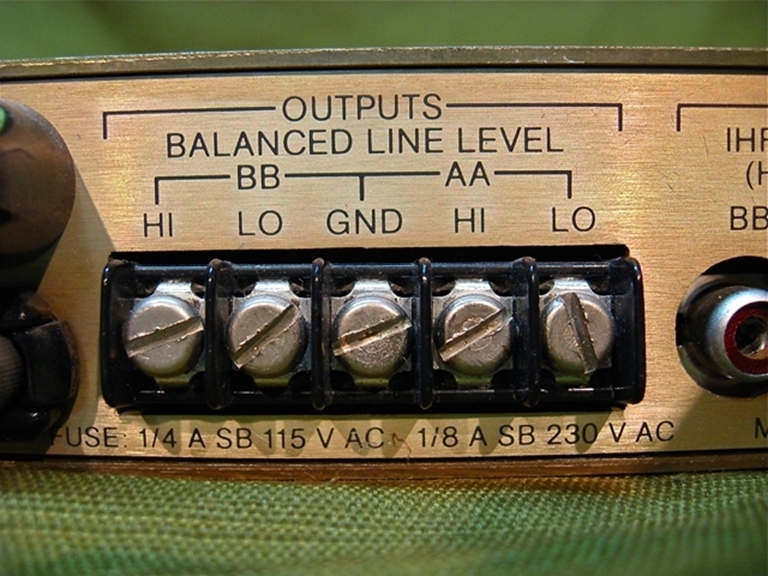 OUTPUTS
BALANCED LINE LEVEL
BB AA
HI LO GND HI LO
FUSE: 1/4 A SB 115 V AC 1/8 A SB 230 V AC
BB